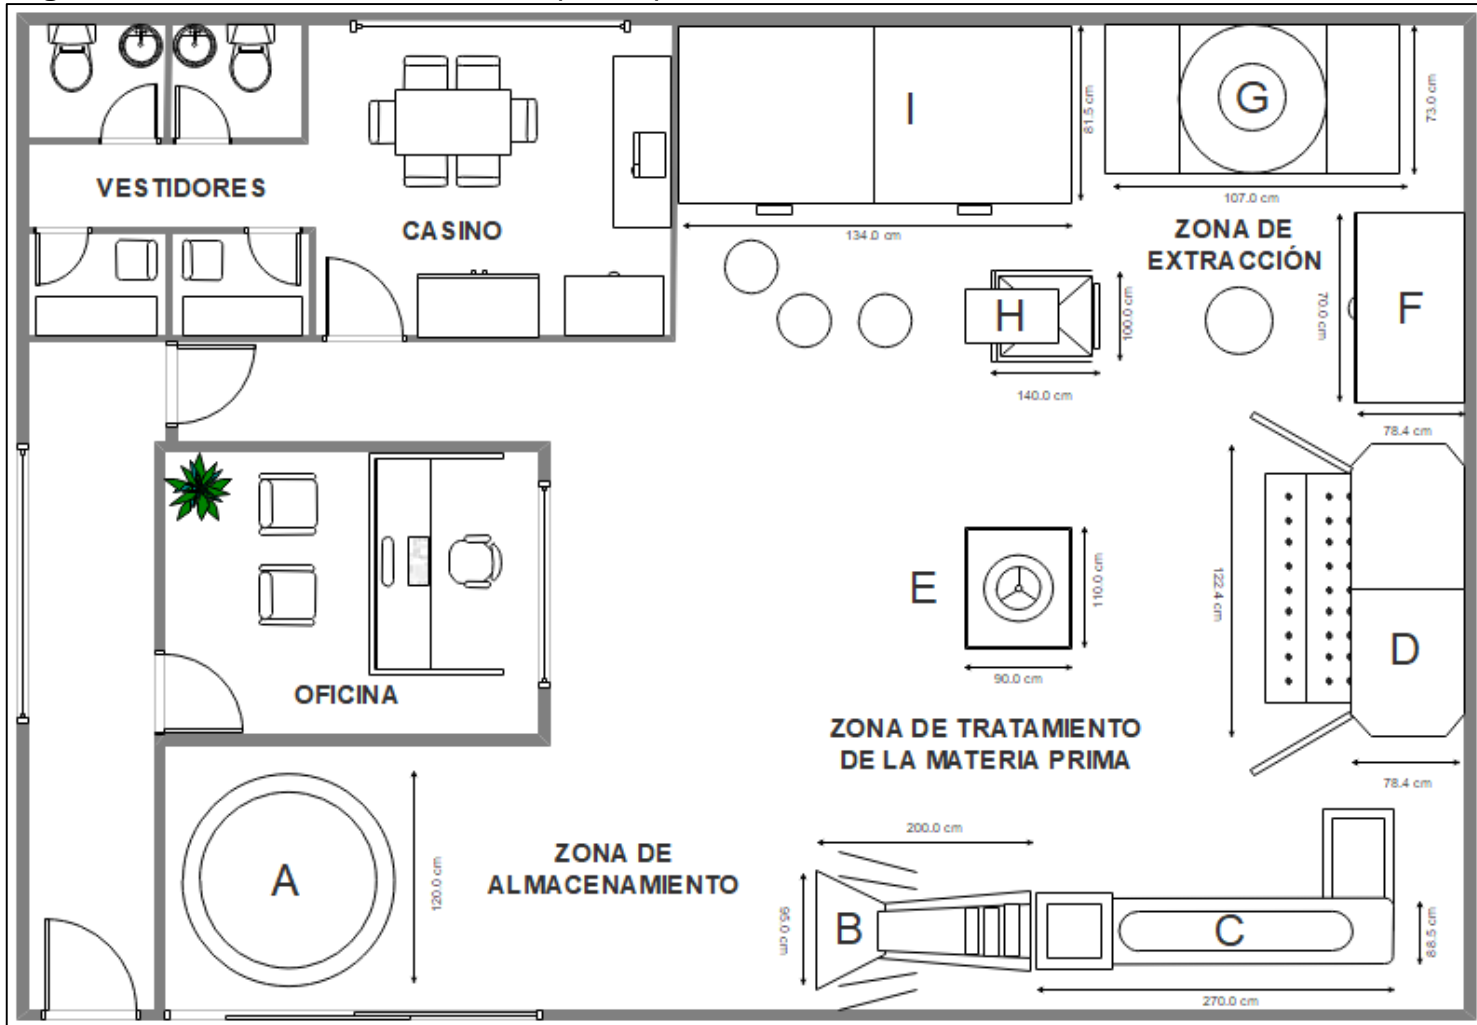 I
G
81.5 cm
73.0 cm
VESTIDORES
107.0 cm
CASINO
134.0 cm
ZONA DE
EXTRACCIÓN
H
100.0 cm
70.0 cm
F
140.0 cm
78.4 cm
E
110.0 cm
122.4 cm
D
90.0 cm
OFICINA
ZONA DE TRATAMIENTO
DE LA MATERIA PRIMA
78.4 cm
200.0 cm
ZONA DE
ALMACENAMIENTO
A
120.0 cm
95.0 cm
B
C
88.5 cm
270.0 cm